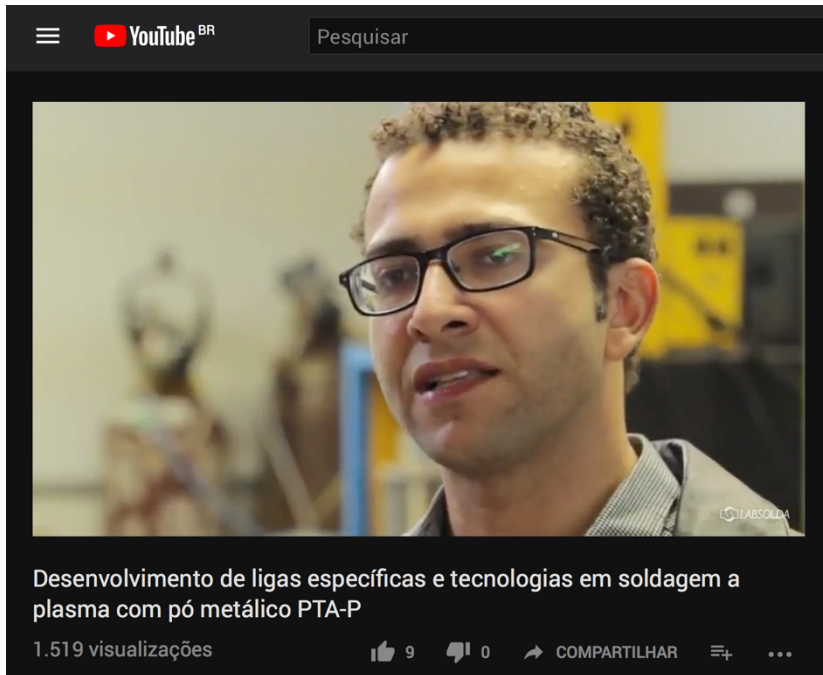 YouTube BR
Pesquisar
LABSOLDA
Desenvolvimento de ligas específicas e tecnologias em soldagem a
plasma com pó metálico PTA-P
1.519 visualizações 9 0 COMPARTILHAR